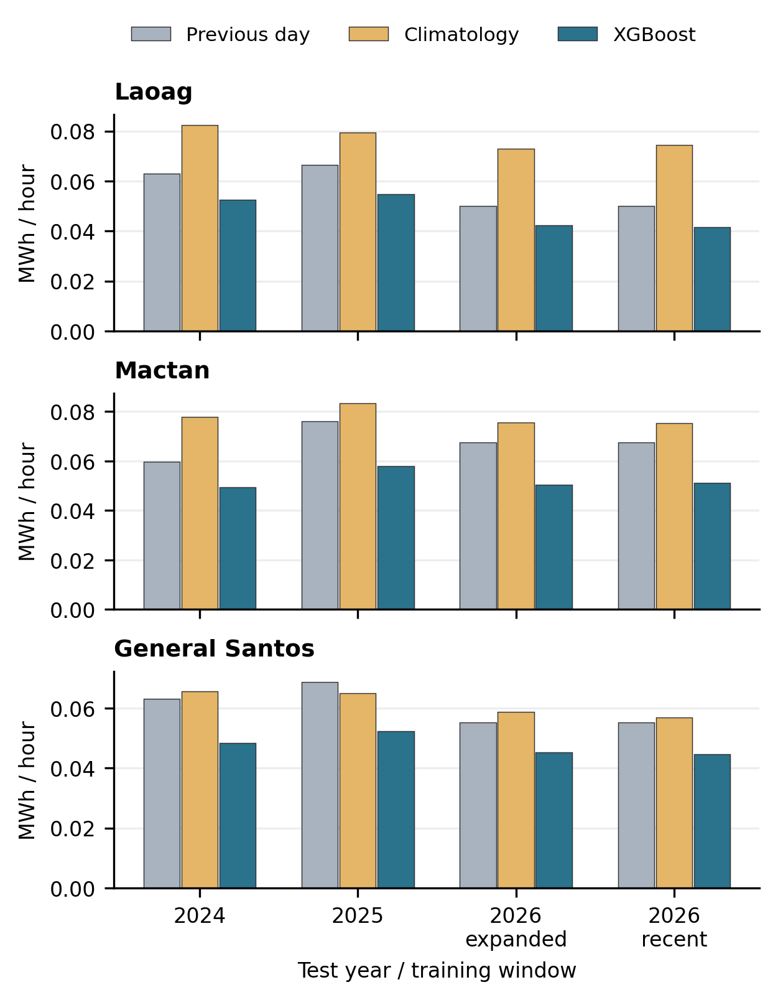 Previous day Climatology XGBoost
Laoag
MWh / hour
0.08
0.06
0.04
0.02
0.00
Mactan
MWh / hour
0.08
0.06
0.04
0.02
0.00
General Santos
MWh / hour
0.06
0.04
0.02
0.00
2024 2025 2026 2026
expanded recent
Test year / training window